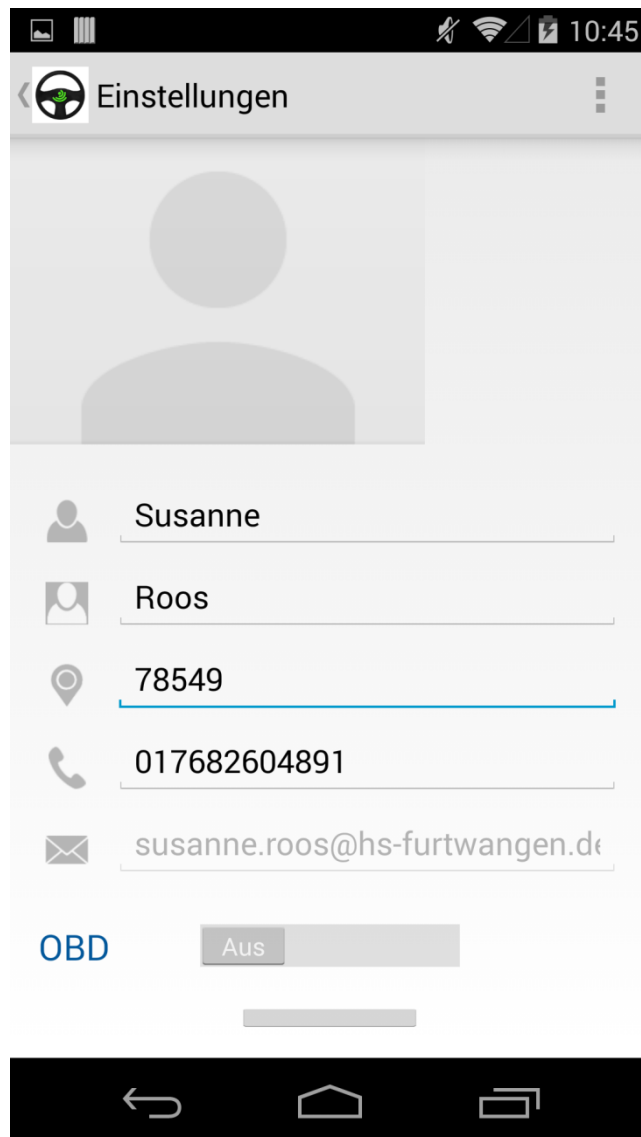 10:45
Einstellungen
Susanne
Roos
78549
017682604891
susanne.roos@hs-furtwangen.de
OBD
Aus